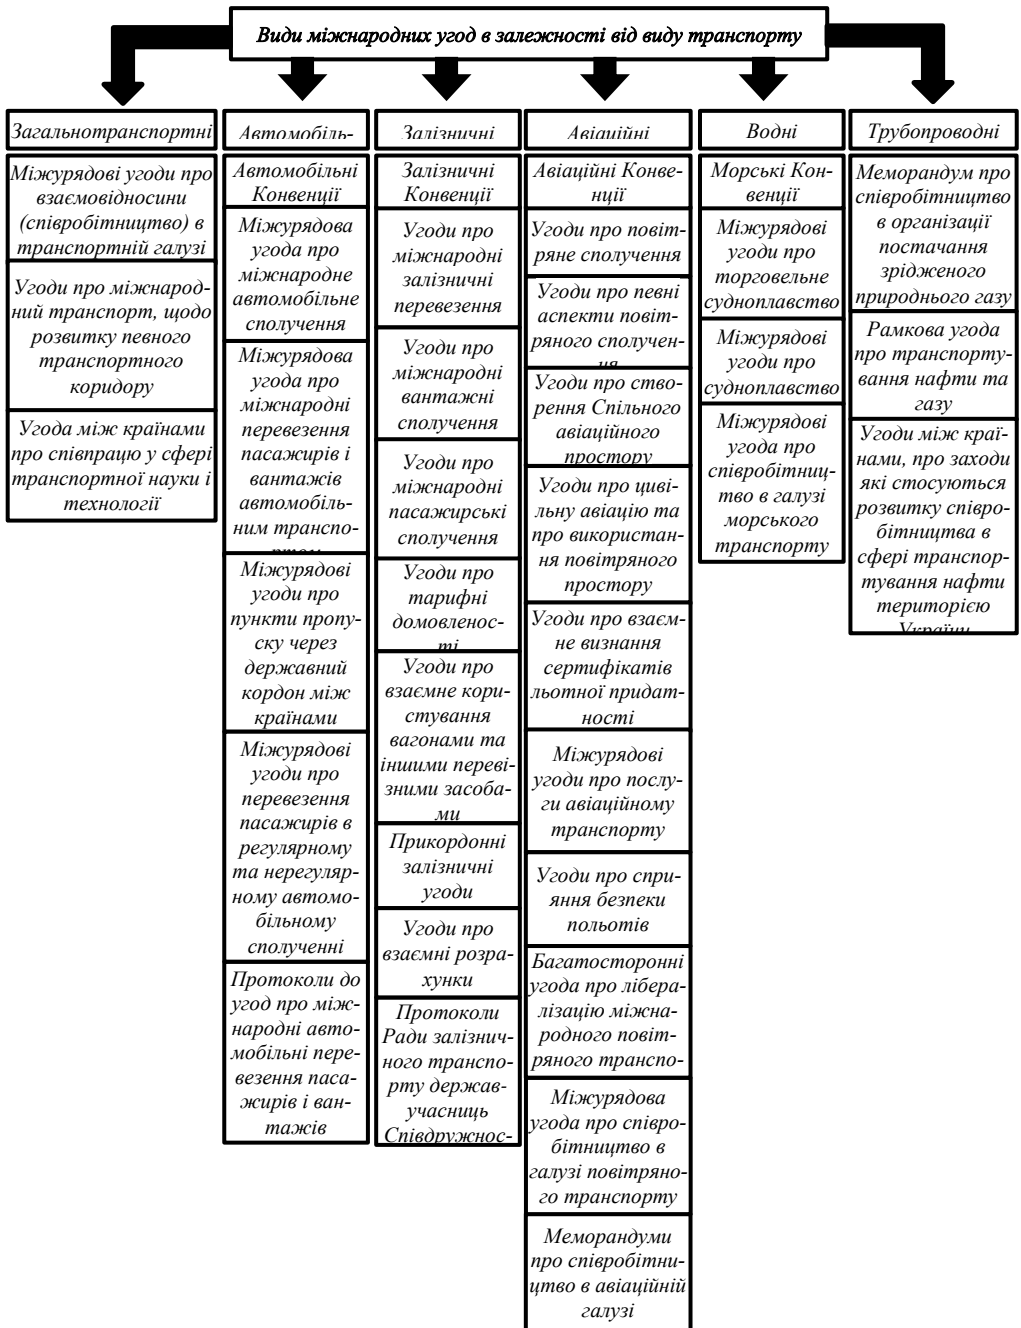 Види міжнародних угод в залежності від виду транспорту
Загальнотранспортні
Міжурядові угоди про
взаємовідносини
(співробітництво) в
транспортній галузі
Угоди про міжнарод-
ний транспорт, щодо
розвитку певного
транспортного
коридору
Угода між країнами
про співпрацю у сфері
транспортної науки і
технології
Автомобіль-
Автомобільні
Конвенції
Міжурядова
угода про
міжнародне
автомобільне
сполучення
Міжурядова
угода про
міжнародні
перевезення
пасажирів і
вантажів
автомобіль-
ним транспо-
ртом
Міжурядові
угоди про
пункти пропу-
ску через
державний
кордон між
країнами
Міжурядові
угоди про
перевезення
пасажирів в
регулярному
та нерегуляр-
ному автомо-
більному
сполученні
Протоколи до
угод про між-
народні авто-
мобільні пере-
везення паса-
жирів і ван-
тажів
Залізничні
Залізничні
Конвенції
Угоди про
міжнародні
залізничні
перевезення
Угоди про
міжнародні
вантажні
сполучення
Угоди про
міжнародні
пасажирські
сполучення
Угоди про
тарифні
домовленос-
ті
Угоди про
взаємне кори-
стування
вагонами та
іншими переві-
зними засоба-
ми
Прикордонні
залізничні
угоди
Угоди про
взаємні розра-
хунки
Протоколи
Ради залізнич-
ного транспо-
рту держав-
учасниць
Співдружнос-
Авіаційні
Авіаційні Конве-
нції
Угоди про повіт-
ряне сполучення
Угоди про певні
аспекти повіт-
ряного сполучен-
ня
Угоди про ство-
рення Спільного
авіаційного
простору
Угоди про циві-
льну авіацію та
про використан-
ня повітряного
простору
Угоди про взаєм-
не визнання
сертифікатів
льотної придат-
ності
Міжурядові
угоди про послу-
ги авіаційному
транспорту
Угоди про спри-
яння безпеки
польотів
Багатосторонні
угода про лібера-
лізацію міжна-
родного повіт-
ряного транспо-
Міжурядова
угода про співро-
бітництво в
галузі повітряно-
го транспорту
Меморандуми
про співробітни-
цтво в авіаційній
галузі
Водні
Морські Кон-
венції
Міжурядові
угоди про
торговельне
судноплавство
Міжурядові
угоди про
судноплавство
Міжурядова
угода про
співробітниц-
тво в галузі
морського
транспорту
Трубопроводні
Меморандум про
співробітництво
в організації
постачання
зрідженого
природнього газу
Рамкова угода
про транспорту-
вання нафти та
газу
Угоди між краї-
нами, про заходи
які стосуються
розвитку співро-
бітництва в
сфері транспор-
тування нафти
територією
України